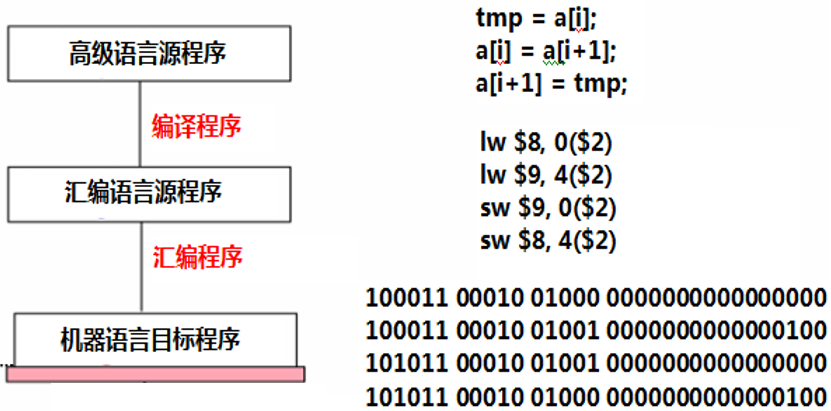 高级语言源程序
编译程序
汇编语言源程序
汇编程序
机器语言目标程序
tmp = a[i];
a[i] = a[i+1];
a[i+1] = tmp;
lw $8, 0($2)
lw $9, 4($2)
sw $9, 0($2)
sw $8, 4($2)
100011 00010 01000 0000000000000000
100011 00010 01001 0000000000000100
101011 00010 01001 0000000000000000
101011 00010 01000 0000000000000100